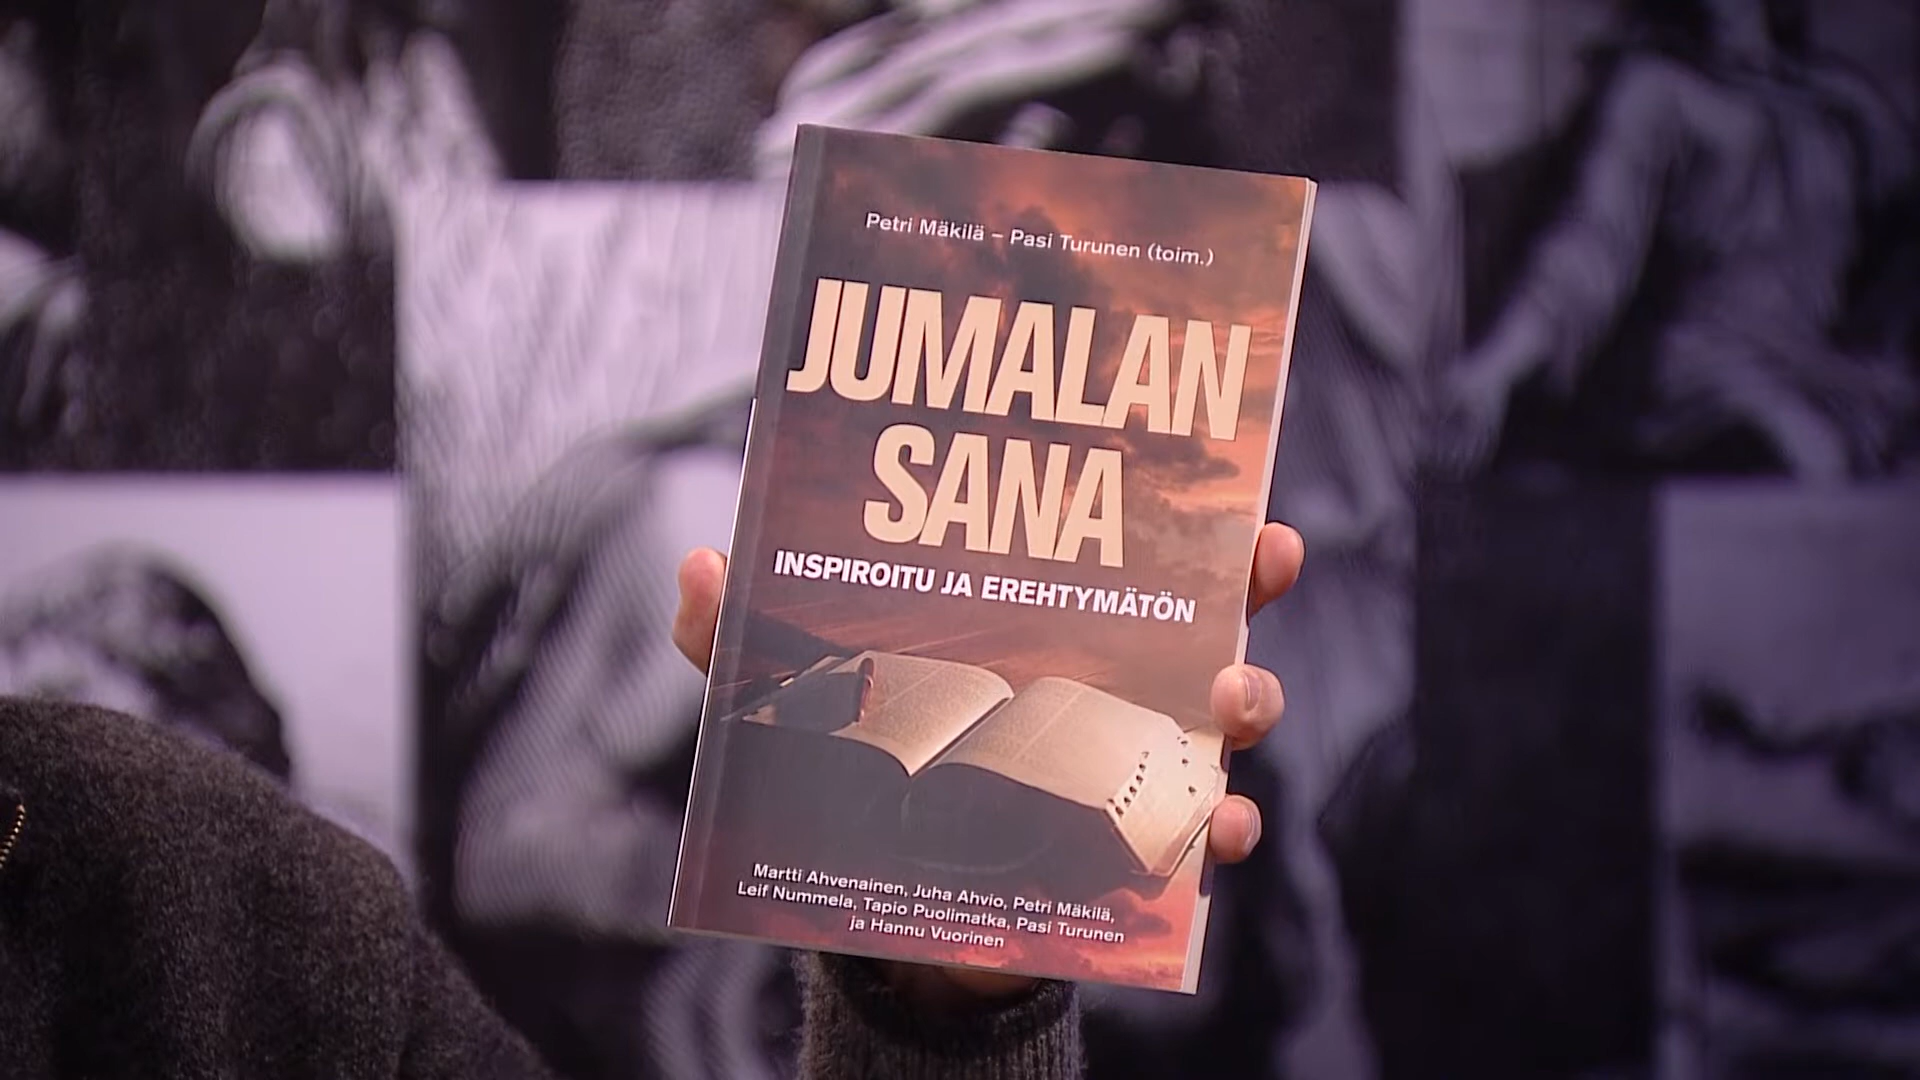 Petri Mäkilä – Pasi Turunen (toim.)
JUMALAN
SANA
INSPIROITU JA EREHTYMÄTÖN
Martti Ahvenainen, Juha Ahvio, Petri Mäkilä,
Leif Nummela, Tapio Puolimatka, Pasi Turunen
ja Hannu Vuorinen